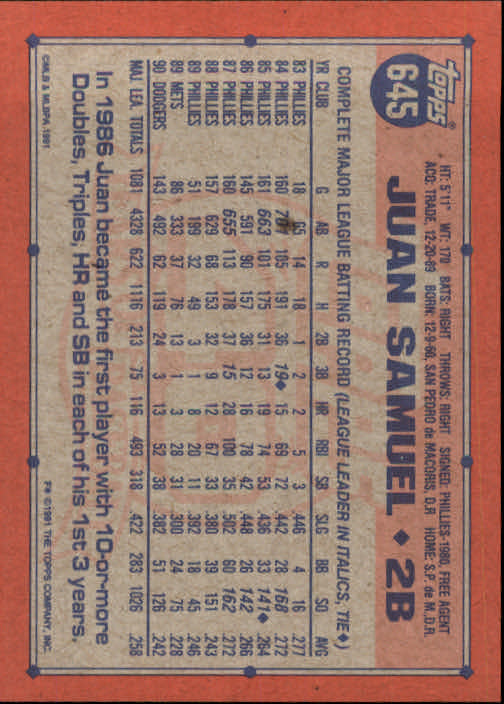 TOPPS®
645
HT: 5'11" WT: 170 BATS: RIGHT THROWS: RIGHT SIGNED: PHILLIES-1980, FREE AGENT
ACQ: TRADE, 12-20-89 BORN: 12-9-60, SAN PEDRO de MACORIS, D.R. HOME: S.P. de M.,D.R.
JUAN SAMUEL ◆ 2B
COMPLETE MAJOR LEAGUE BATTING RECORD (LEAGUE LEADER IN ITALICS, TIE◆)
YR CLUB G AB R H 2B 3B HR RBI SB SLG BB SO AVG
83 PHILLIES 18 65 14 18 1 2 2 5 3 .446 4 16 .277
84 PHILLIES 160 701 105 191 36 19◆ 15 69 72 .442 28 168 .272
85 PHILLIES 161 663 101 175 31 13 19 74 53 .436 33 141◆ .264
86 PHILLIES 145 591 90 157 36 12 16 78 42 .448 26 142 .266
87 PHILLIES 160 655 113 178 37 15 28 100 35 .502 60 162 .272
88 PHILLIES 157 629 68 153 32 9 12 67 33 .380 39 151 .243
89 PHILLIES 51 199 32 49 3 1 8 20 11 .392 18 45 .246
89 METS 86 333 37 76 13 1 3 28 31 .300 24 75 .228
90 DODGERS 143 492 62 119 24 3 13 52 38 .382 51 126 .242
MAJ. LEA. TOTALS 1081 4328 622 1116 213 75 116 493 318 .422 283 1026 .258
In 1986 Juan became the first player with 10-or-more
Doubles, Triples, HR and SB in each of his 1st 3 years.
©MLB & MLBPA 1991
F* ©1991 THE TOPPS COMPANY, INC.